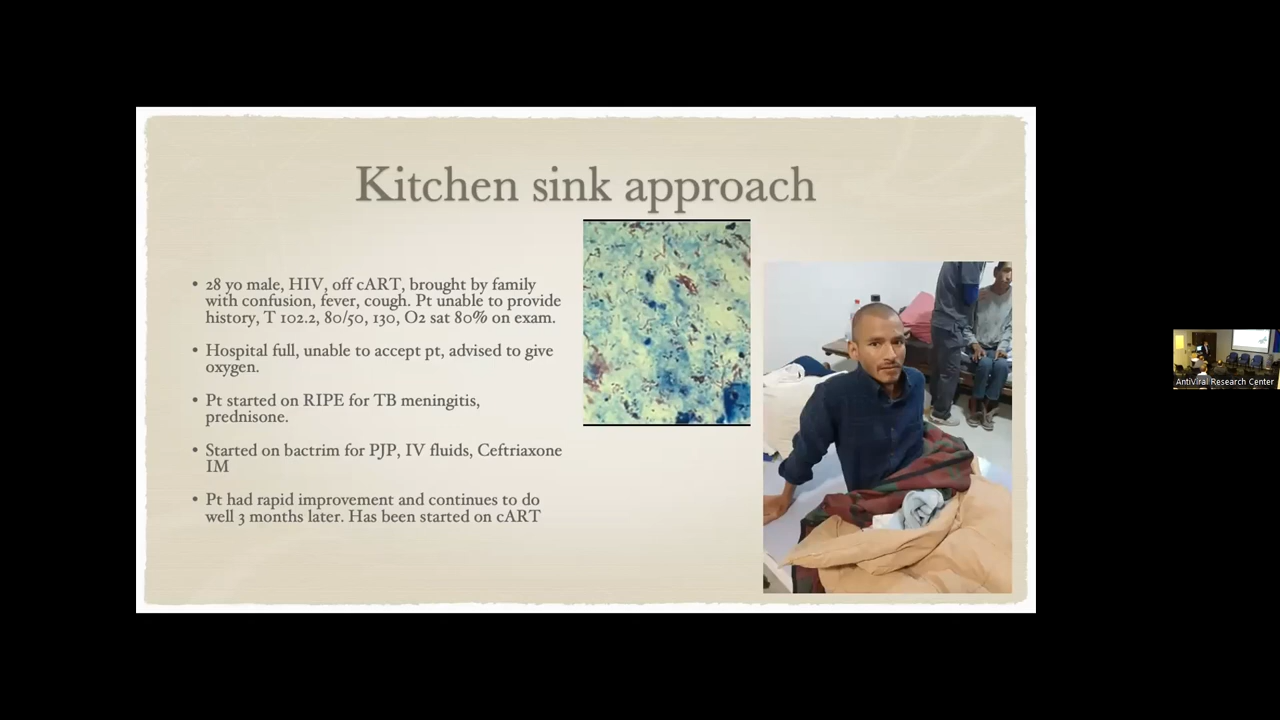 Kitchen sink approach
• 28 yo male, HIV, off cART, brought by family
with confusion, fever, cough. Pt unable to provide
history, T 102.2, 80/50, 130, O2 sat 80% on exam.
• Hospital full, unable to accept pt, advised to give
oxygen.
• Pt started on RIPE for TB meningitis,
prednisone.
• Started on bactrim for PJP, IV fluids, Ceftriaxone
IM
• Pt had rapid improvement and continues to do
well 3 months later. Has been started on cART
AntiViral Research Center